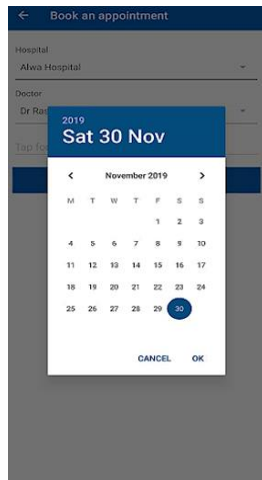 ← Book an appointment
Hospital
Alwa Hospital
Doctor
Dr
Tap
2019
Sat 30 Nov
< November 2019 >
M T W T F S S
1 2 3
4 5 6 7 8 9 10
11 12 13 14 15 16 17
18 19 20 21 22 23 24
25 26 27 28 29 30
CANCEL OK